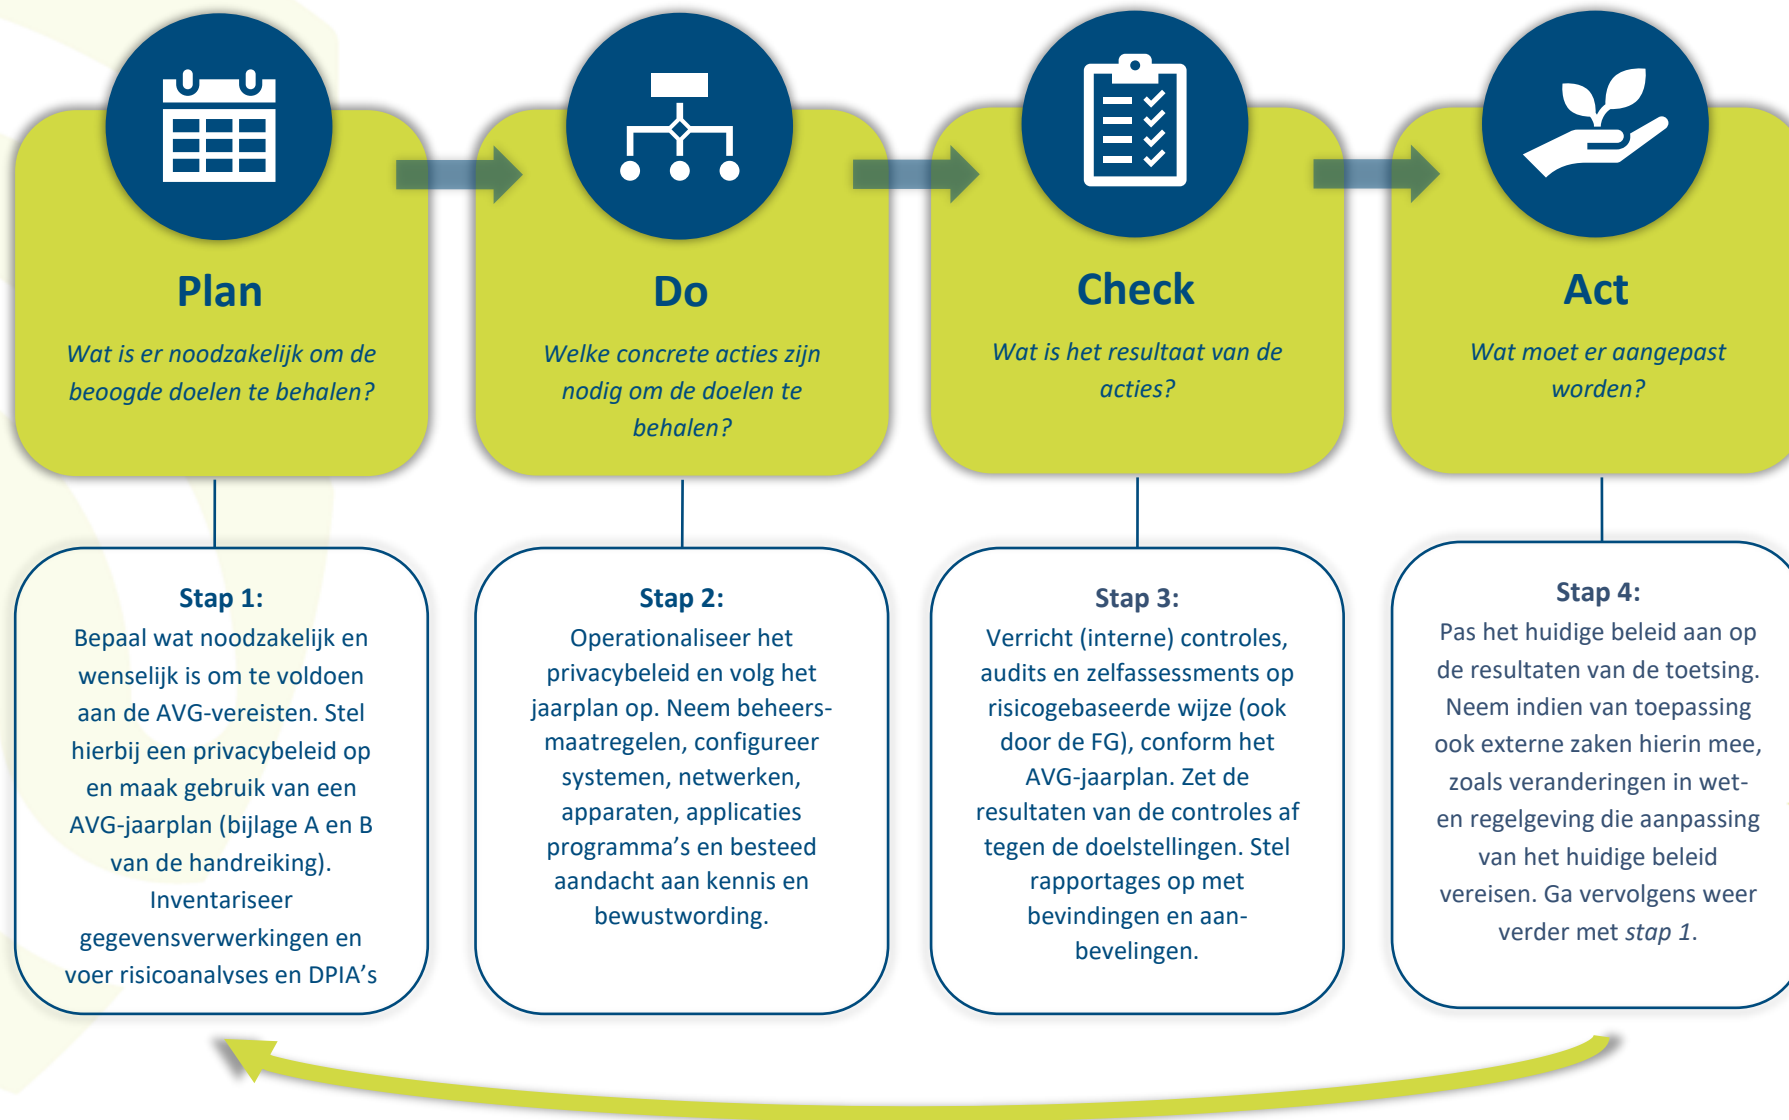 Plan
Wat is er noodzakelijk om de
beoogde doelen te behalen?
Do
Welke concrete acties zijn
nodig om de doelen te
behalen?
Check
Wat is het resultaat van de
acties?
Act
Wat moet er aangepast
worden?
Stap 1:
Bepaal wat noodzakelijk en
wenselijk is om te voldoen
aan de AVG-vereisten. Stel
hierbij een privacybeleid op
en maak gebruik van een
AVG-jaarplan (bijlage A en B
van de handreiking).
Inventariseer
gegevensverwerkingen en
voer risicoanalyses en DPIA's
Stap 2:
Operationaliseer het
privacybeleid en volg het
jaarplan op. Neem beheers-
maatregelen, configureer
systemen, netwerken,
apparaten, applicaties
programma's en besteed
aandacht aan kennis en
bewustwording.
Stap 3:
Verricht (interne) controles,
audits en zelfassessments op
risicogebaseerde wijze (ook
door de FG), conform het
AVG-jaarplan. Zet de
resultaten van de controles af
tegen de doelstellingen. Stel
rapportages op met
bevindingen en aan-
bevelingen.
Stap 4:
Pas het huidige beleid aan op
de resultaten van de toetsing.
Neem indien van toepassing
ook externe zaken hierin mee,
zoals veranderingen in wet-
en regelgeving die aanpassing
van het huidige beleid
vereisen. Ga vervolgens weer
verder met stap 1.